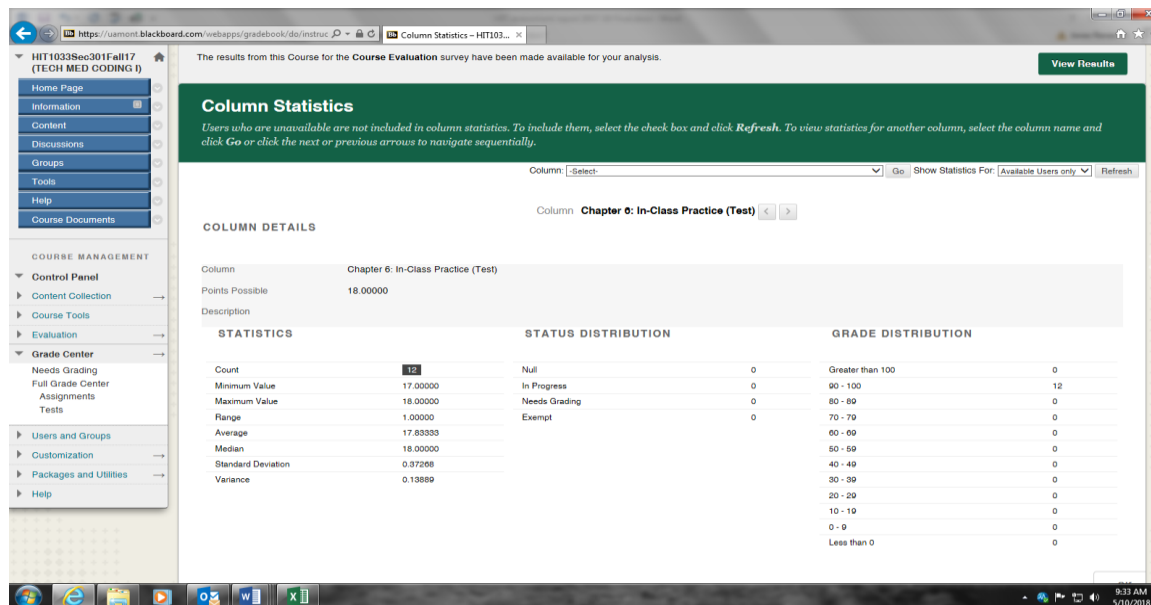 https://uamont.blackboard.com/webapps/gradebook/do/instruc
Column Statistics – HIT103...
HIT1033Sec301Fall17
(TECH MED CODING I)
Home Page
Information
Content
Discussions
Groups
Tools
Help
Course Documents
COURSE MANAGEMENT
Control Panel
Content Collection
Course Tools
Evaluation
Grade Center
Needs Grading
Full Grade Center
Assignments
Tests
Users and Groups
Customization
Packages and Utilities
Help
The results from this Course for the Course Evaluation survey have been made available for your analysis.
View Results
Column Statistics
Users who are unavailable are not included in column statistics. To include them, select the check box and click Refresh. To view statistics for another column, select the column name and
click Go or click the next or previous arrows to navigate sequentially.
Column: -Select- Go Show Statistics For: Available Users only Refresh
Column Chapter 6: In-Class Practice (Test) < >
COLUMN DETAILS
Column Chapter 6: In-Class Practice (Test)
Points Possible 18.00000
Description
STATISTICS
Count 12
Minimum Value 17.00000
Maximum Value 18.00000
Range 1.00000
Average 17.83333
Median 18.00000
Standard Deviation 0.37268
Variance 0.13889
STATUS DISTRIBUTION
Null 0
In Progress 0
Needs Grading 0
Exempt 0
GRADE DISTRIBUTION
Greater than 100 0
90 - 100 12
80 - 89 0
70 - 79 0
60 - 69 0
50 - 59 0
40 - 49 0
30 - 39 0
20 - 29 0
10 - 19 0
0 - 9 0
Less than 0 0
9:33 AM
5/10/2018